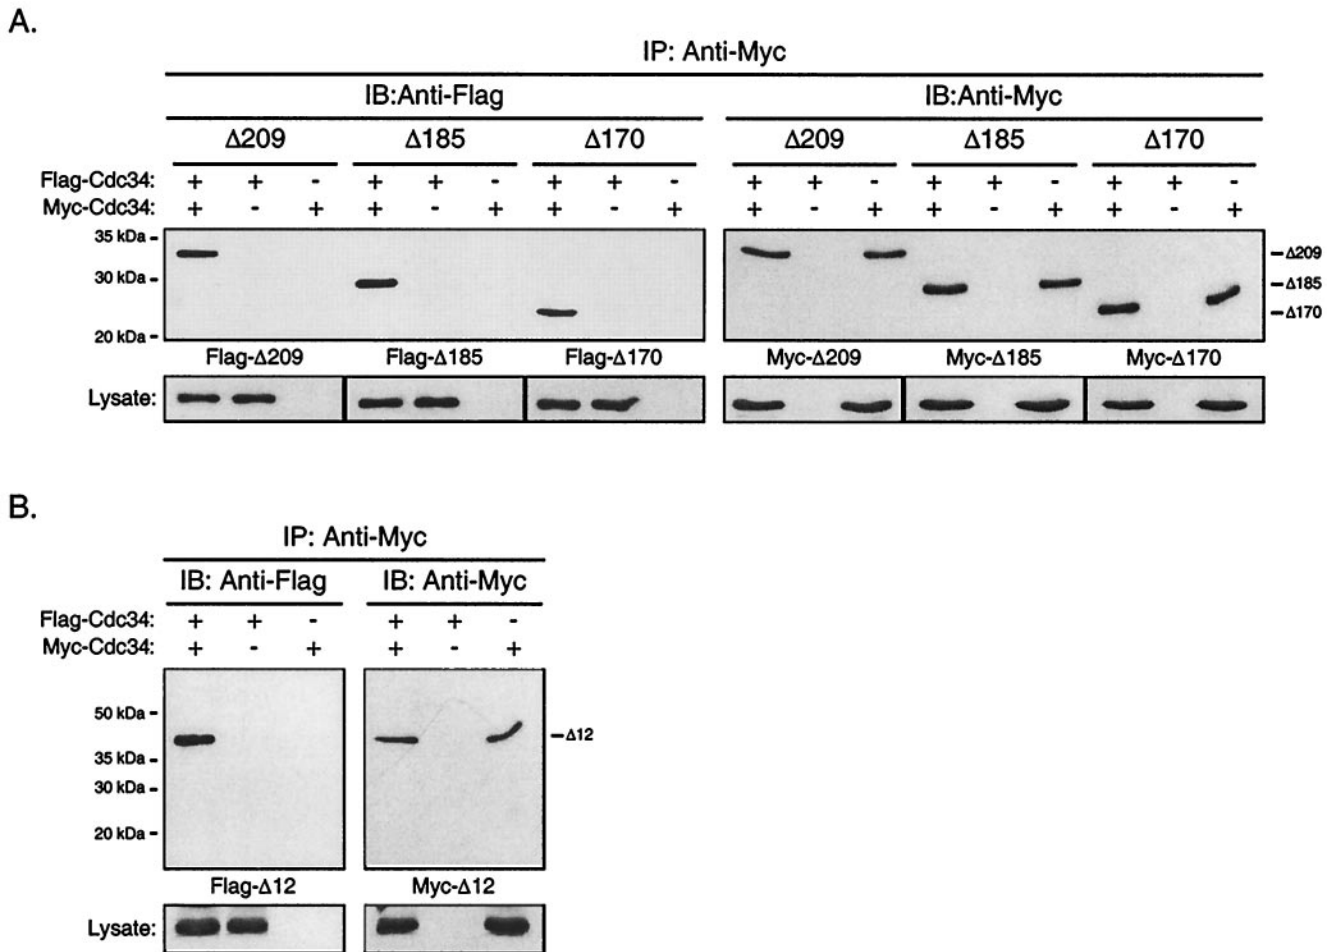 A.
IP: Anti-Myc
IB:Anti-Flag IB:Anti-Myc
Δ209 Δ185 Δ170 Δ209 Δ185 Δ170
Flag-Cdc34: + + - + + - + + - + + - + + - + + -
Myc-Cdc34: + - + + - + + - + + - + + - + + - +
35 kDa
30 kDa
20 kDa
Δ209
Δ185
Δ170
Flag-Δ209 Flag-Δ185 Flag-Δ170 Myc-Δ209 Myc-Δ185 Myc-Δ170
Lysate:
B.
IP: Anti-Myc
IB: Anti-Flag IB: Anti-Myc
Flag-Cdc34: + + - + + -
Myc-Cdc34: + - + + - +
50 kDa
35 kDa
30 kDa
20 kDa
Δ12
Flag-Δ12 Myc-Δ12
Lysate: